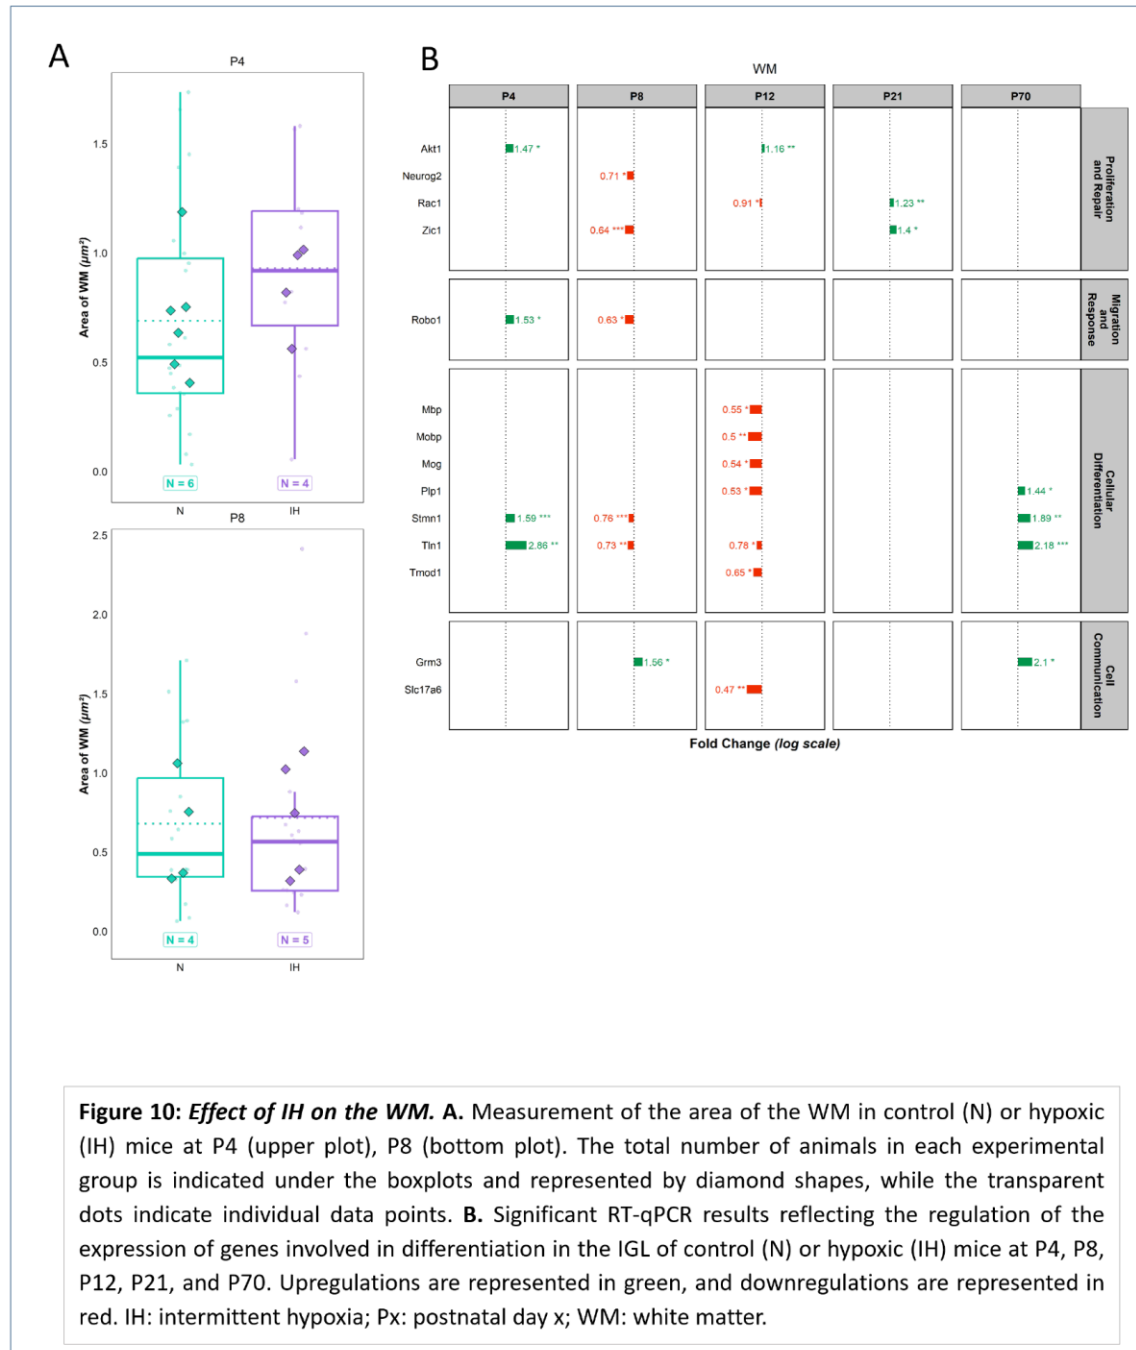 A
P4
Area of WM (µm²)
1.5
1.0
0.5
0.0
N = 6
N = 4
N
IH
P8
Area of WM (µm²)
2.5
2.0
1.5
1.0
0.5
0.0
N = 4
N = 5
N
IH
B
WM
P4 P8 P12 P21 P70
Akt1 1.47 * 1.16 **
Neurog2 0.71 *
Rac1 0.91 * 1.23 **
Zic1 0.64 *** 1.4 *
Proliferation
and Repair
Robo1 1.53 * 0.63 *
Migration
and
Response
Mbp 0.55 *
Mobp 0.5 **
Mog 0.54 *
Plp1 0.53 * 1.44 *
Stmn1 1.59 *** 0.76 *** 1.89 **
Tln1 2.86 ** 0.73 ** 0.78 * 2.18 ***
Tmod1 0.65 *
Cellular
Differentiation
Grm3 1.56 * 2.1 *
Slc17a6 0.47 **
Cell
Communication
Fold Change (log scale)
Figure 10: Effect of IH on the WM. A. Measurement of the area of the WM in control (N) or hypoxic
(IH) mice at P4 (upper plot), P8 (bottom plot). The total number of animals in each experimental
group is indicated under the boxplots and represented by diamond shapes, while the transparent
dots indicate individual data points. B. Significant RT-qPCR results reflecting the regulation of the
expression of genes involved in differentiation in the IGL of control (N) or hypoxic (IH) mice at P4, P8,
P12, P21, and P70. Upregulations are represented in green, and downregulations are represented in
red. IH: intermittent hypoxia; Px: postnatal day x; WM: white matter.